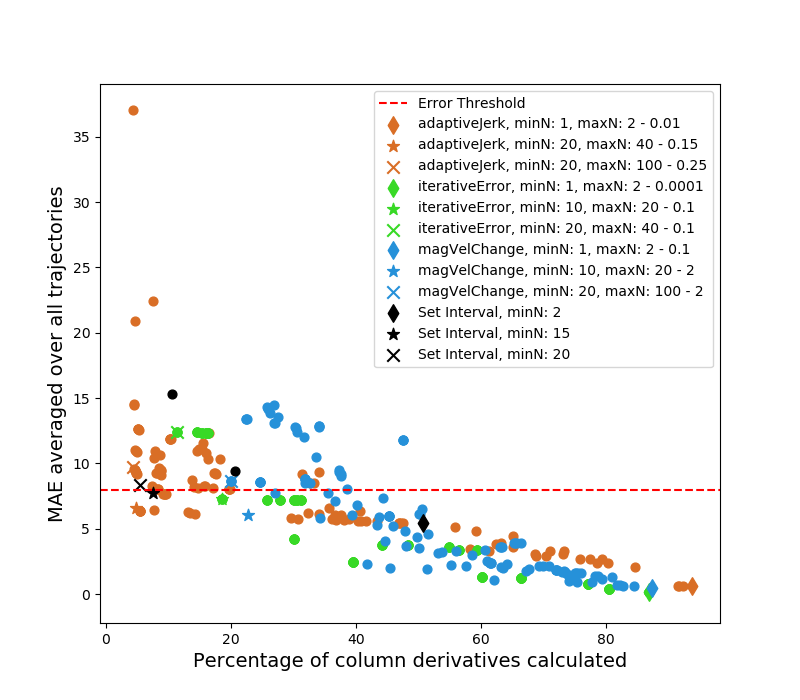 Error Threshold
adaptiveJerk, minN: 1, maxN: 2 - 0.01
adaptiveJerk, minN: 20, maxN: 40 - 0.15
adaptiveJerk, minN: 20, maxN: 100 - 0.25
iterativeError, minN: 1, maxN: 2 - 0.0001
iterativeError, minN: 10, maxN: 20 - 0.1
iterativeError, minN: 20, maxN: 40 - 0.1
magVelChange, minN: 1, maxN: 2 - 0.1
magVelChange, minN: 10, maxN: 20 - 2
magVelChange, minN: 20, maxN: 100 - 2
Set Interval, minN: 2
Set Interval, minN: 15
Set Interval, minN: 20
MAE averaged over all trajectories
35
30
25
20
15
10
5
0
0 20 40 60 80
Percentage of column derivatives calculated